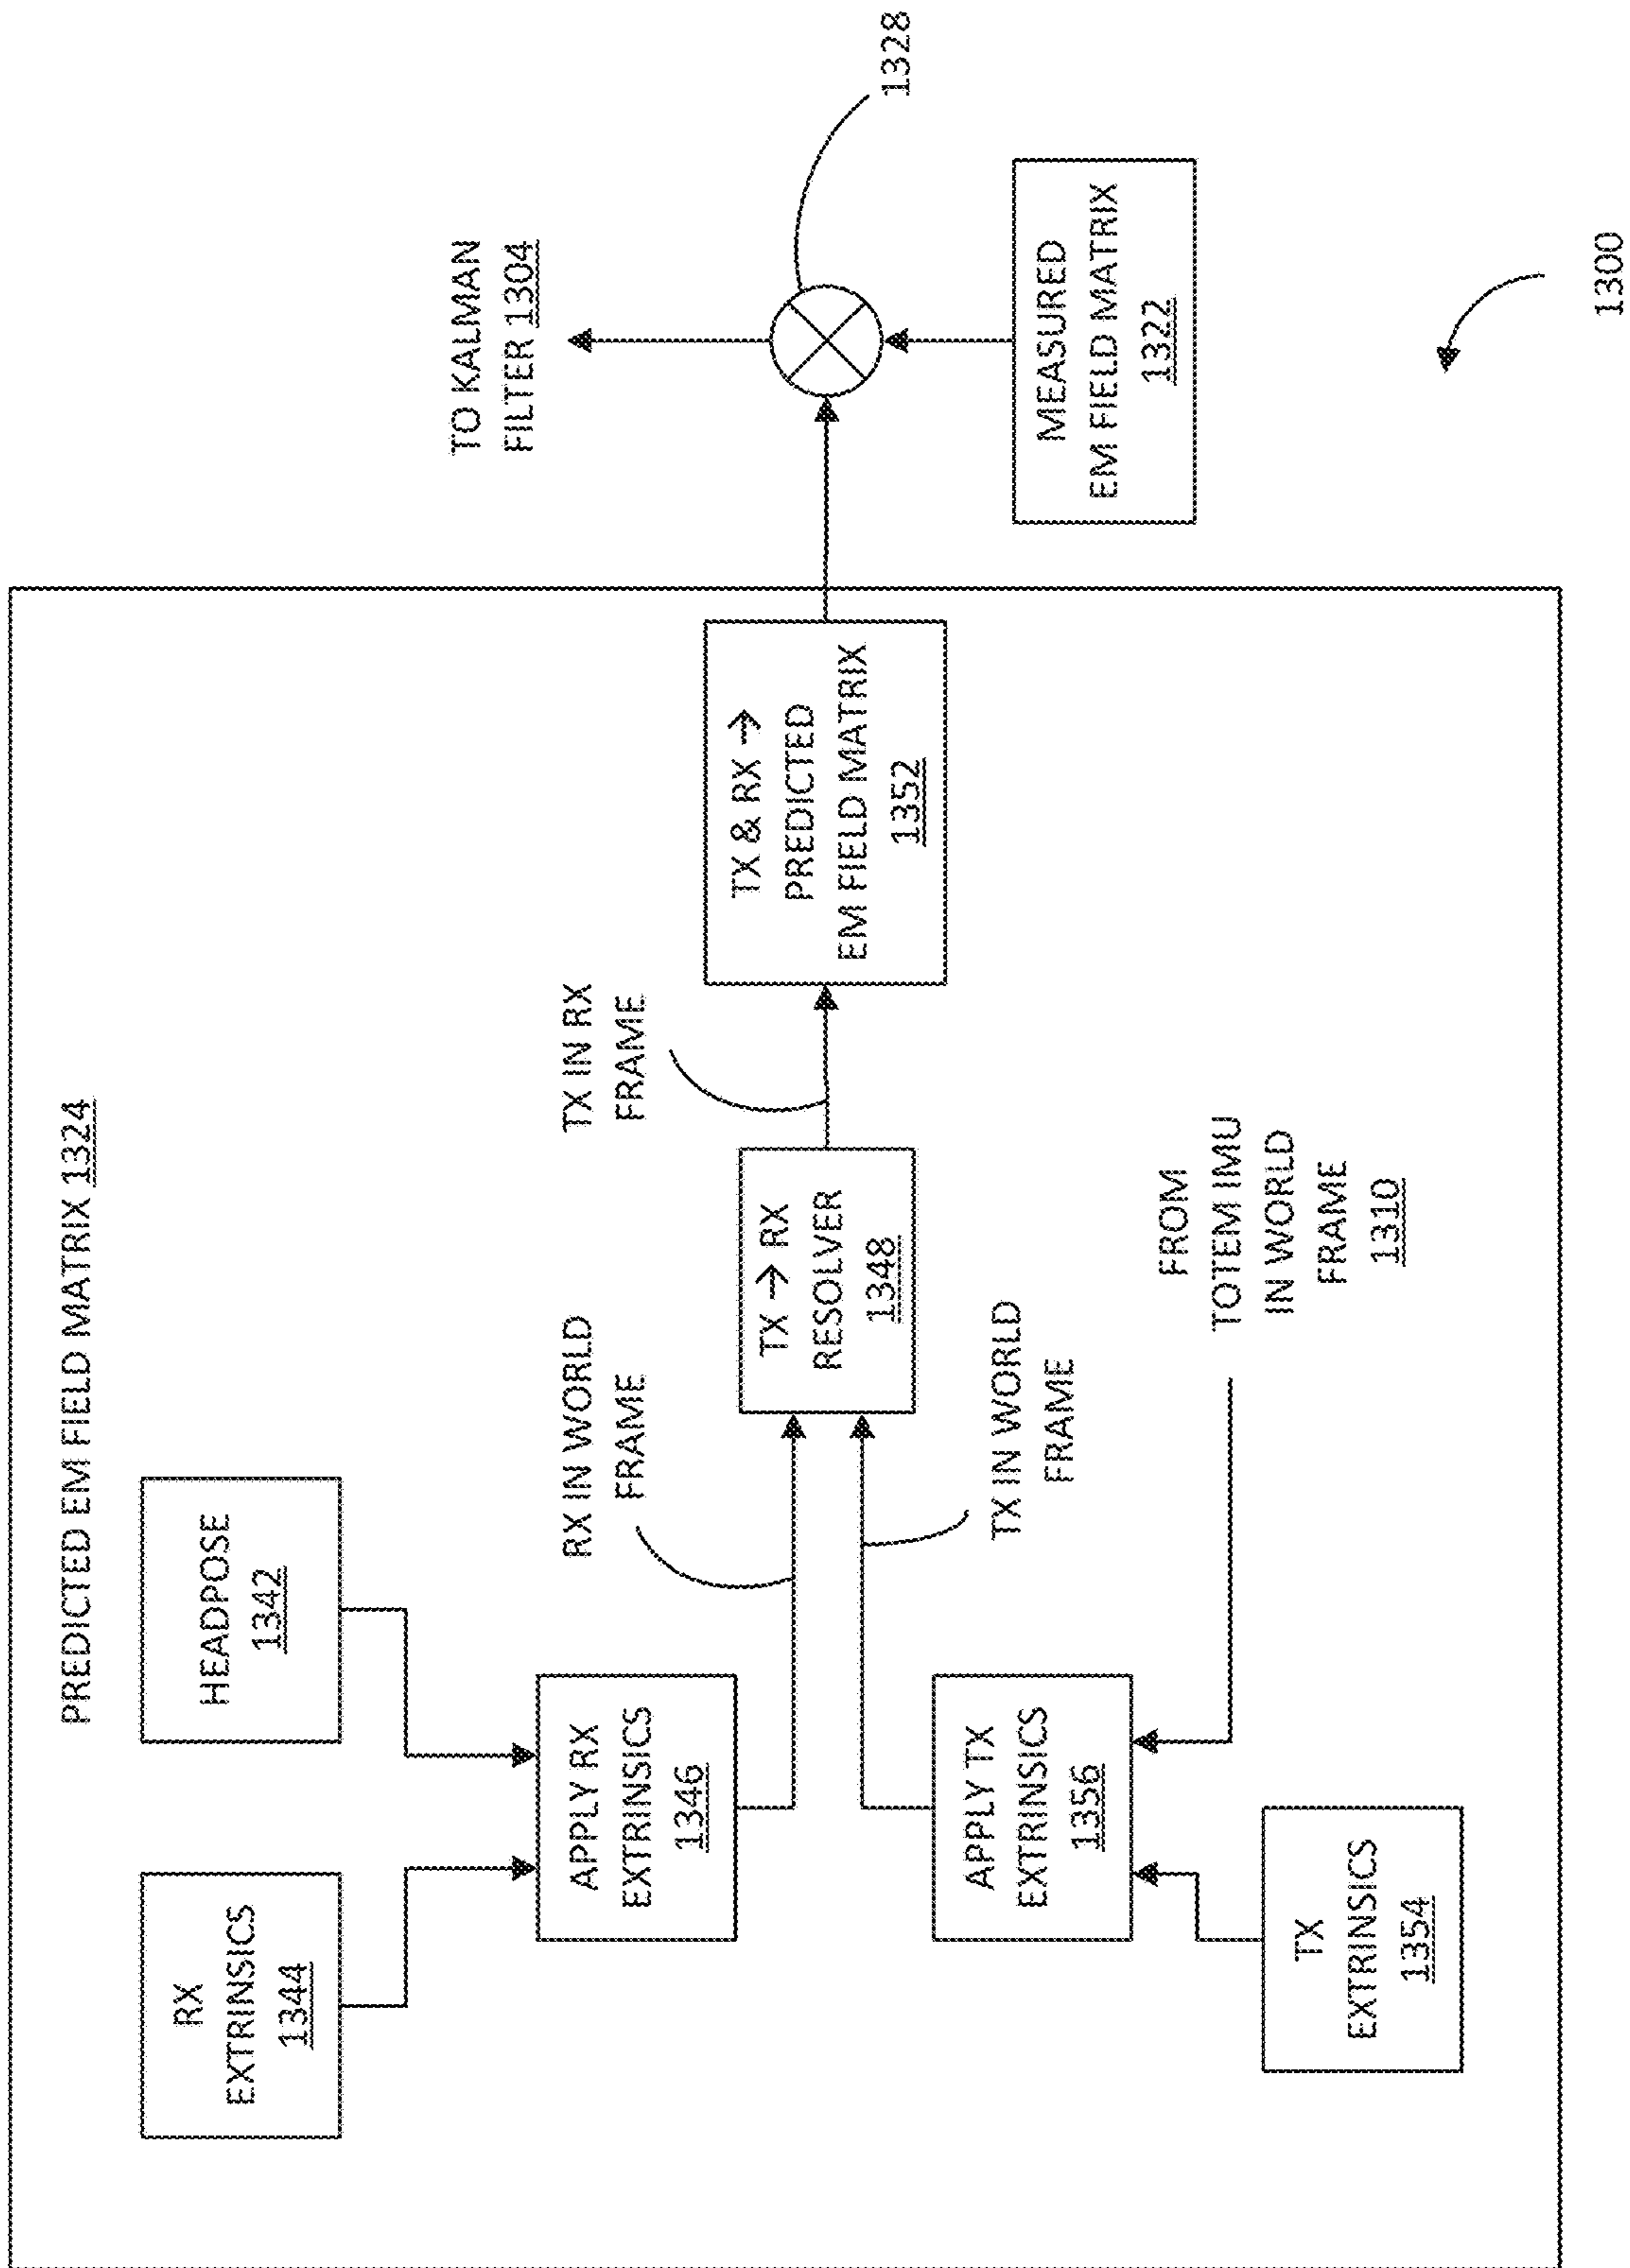 PREDICTED EM FIELD MATRIX 1324
RX
EXTRINSICS
1344
HEADPOSE
1342
APPLY RX
EXTRINSICS
1346
RX IN WORLD
FRAME
TX → RX
RESOLVER
1348
TX IN RX
FRAME
TX & RX →
PREDICTED
EM FIELD MATRIX
1352
TX IN WORLD
FRAME
APPLY TX
EXTRINSICS
1356
TX
EXTRINSICS
1354
FROM
TOTEM IMU
IN WORLD
FRAME
1310
TO KALMAN
FILTER 1304
1328
MEASURED
EM FIELD MATRIX
1322
1300